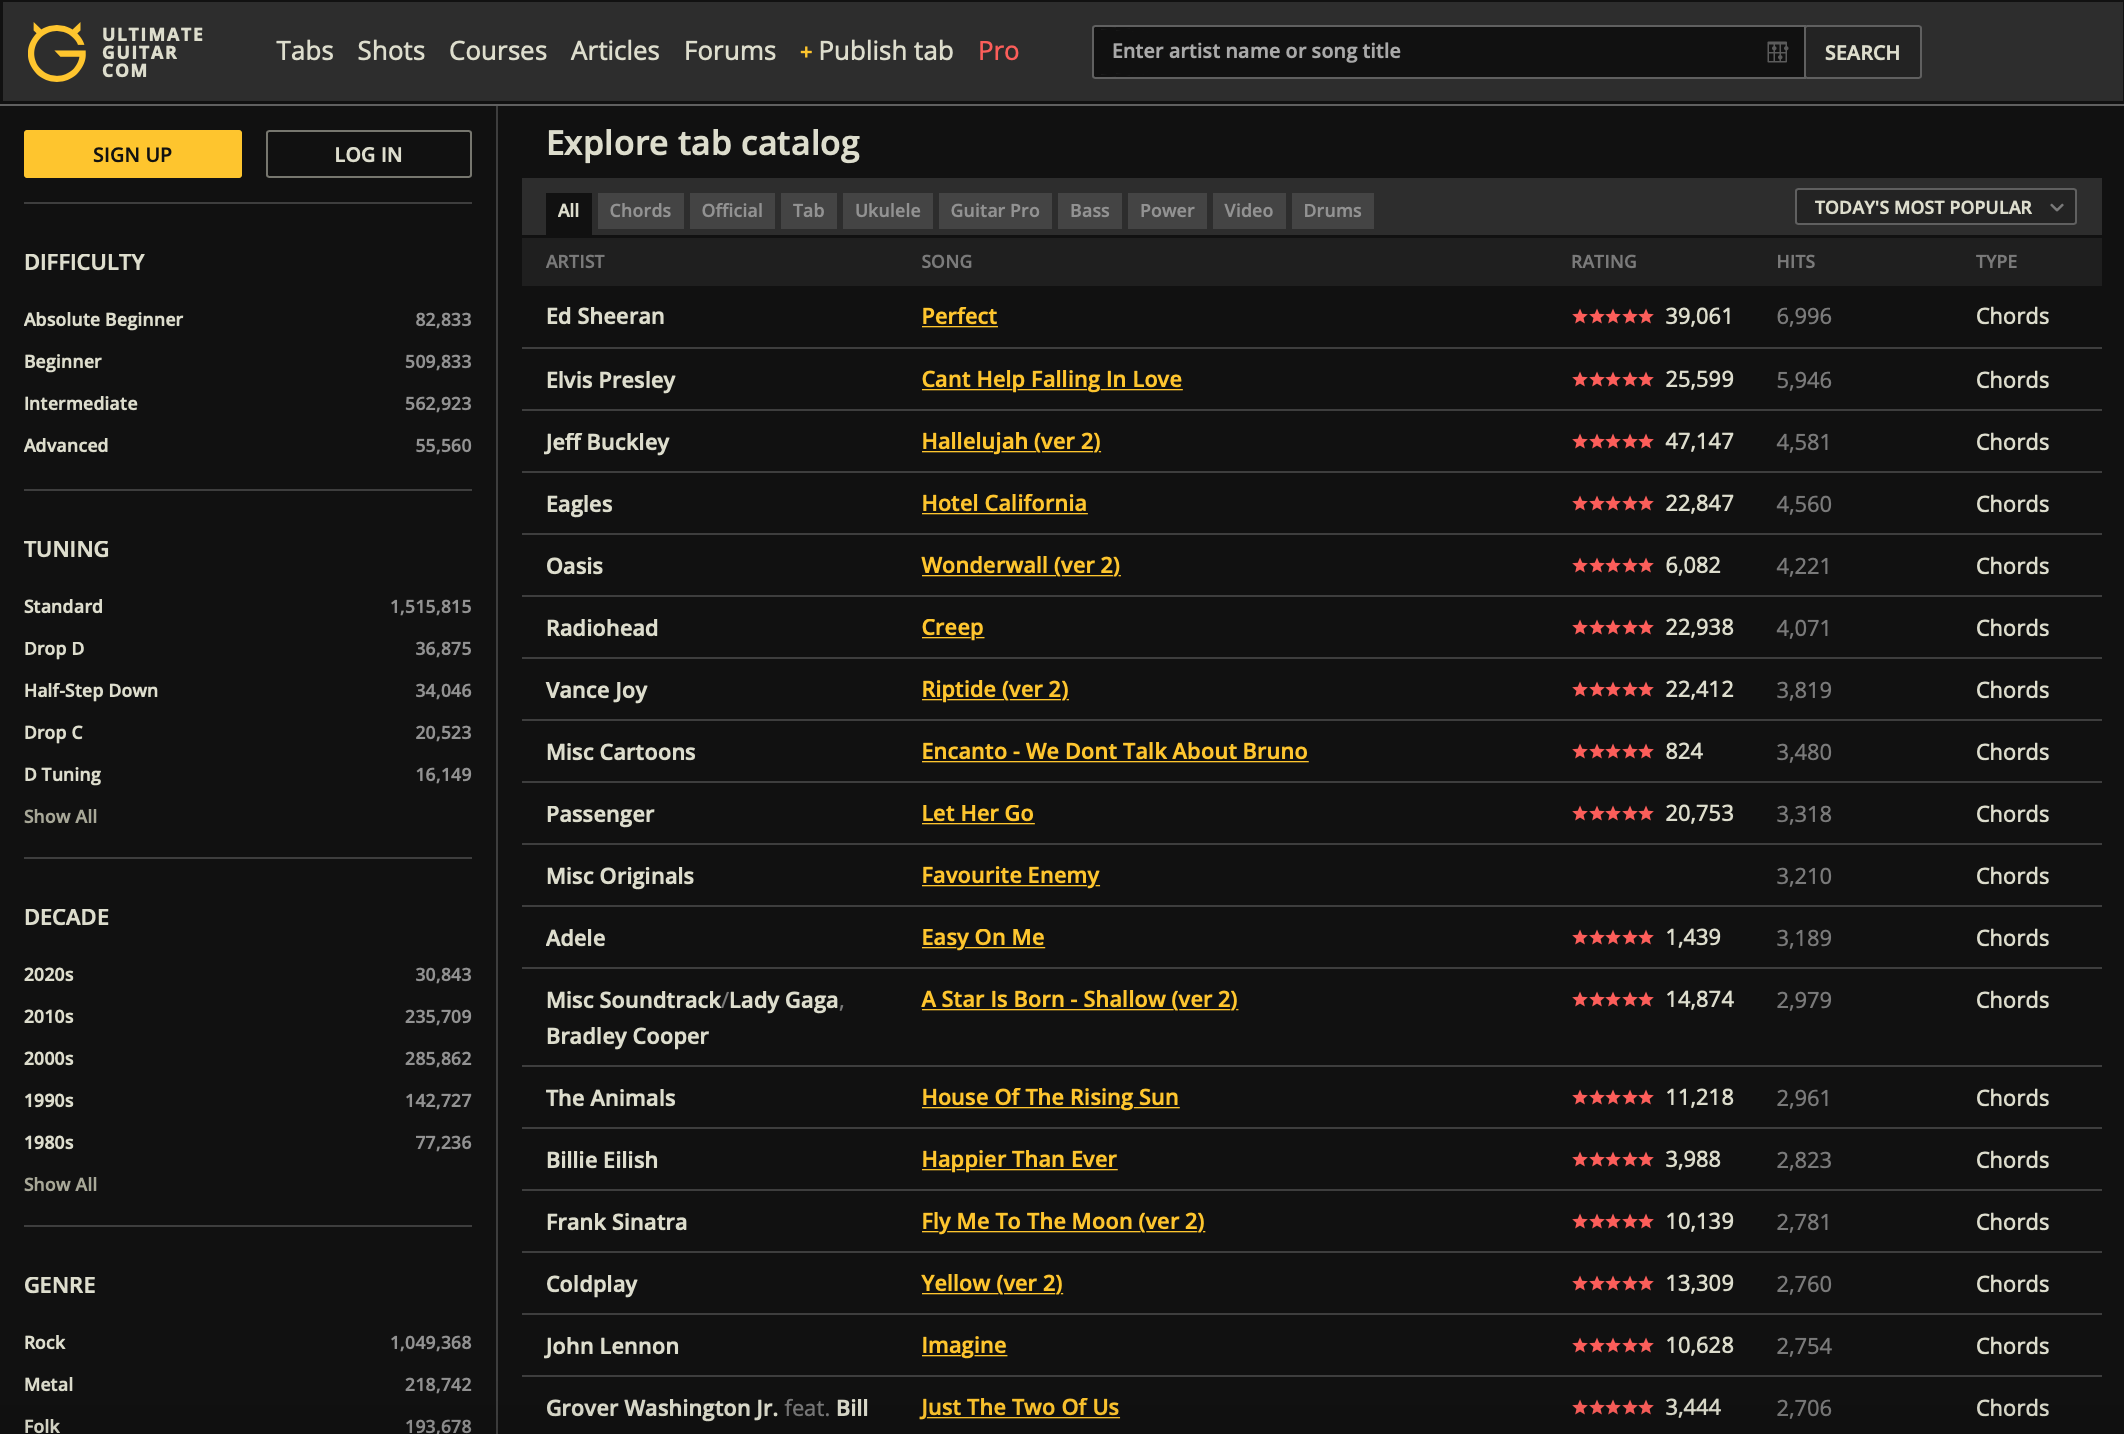 ULTIMATE
GUITAR
COM
Tabs Shots Courses Articles Forums + Publish tab Pro
Enter artist name or song title
SEARCH
SIGN UP LOG IN
DIFFICULTY
Absolute Beginner 82,833
Beginner 509,833
Intermediate 562,923
Advanced 55,560
TUNING
Standard 1,515,815
Drop D 36,875
Half-Step Down 34,046
Drop C 20,523
D Tuning 16,149
Show All
DECADE
2020s 30,843
2010s 235,709
2000s 285,862
1990s 142,727
1980s 77,236
Show All
GENRE
Rock 1,049,368
Metal 218,742
Folk 193,678
Explore tab catalog
All Chords Official Tab Ukulele Guitar Pro Bass Power Video Drums
TODAY'S MOST POPULAR
ARTIST SONG RATING HITS TYPE
Ed Sheeran Perfect 39,061 6,996 Chords
Elvis Presley Cant Help Falling In Love 25,599 5,946 Chords
Jeff Buckley Hallelujah (ver 2) 47,147 4,581 Chords
Eagles Hotel California 22,847 4,560 Chords
Oasis Wonderwall (ver 2) 6,082 4,221 Chords
Radiohead Creep 22,938 4,071 Chords
Vance Joy Riptide (ver 2) 22,412 3,819 Chords
Misc Cartoons Encanto - We Dont Talk About Bruno 824 3,480 Chords
Passenger Let Her Go 20,753 3,318 Chords
Misc Originals Favourite Enemy 3,210 Chords
Adele Easy On Me 1,439 3,189 Chords
Misc Soundtrack/Lady Gaga, A Star Is Born - Shallow (ver 2) 14,874 2,979 Chords
Bradley Cooper
The Animals House Of The Rising Sun 11,218 2,961 Chords
Billie Eilish Happier Than Ever 3,988 2,823 Chords
Frank Sinatra Fly Me To The Moon (ver 2) 10,139 2,781 Chords
Coldplay Yellow (ver 2) 13,309 2,760 Chords
John Lennon Imagine 10,628 2,754 Chords
Grover Washington Jr. feat. Bill Just The Two Of Us 3,444 2,706 Chords